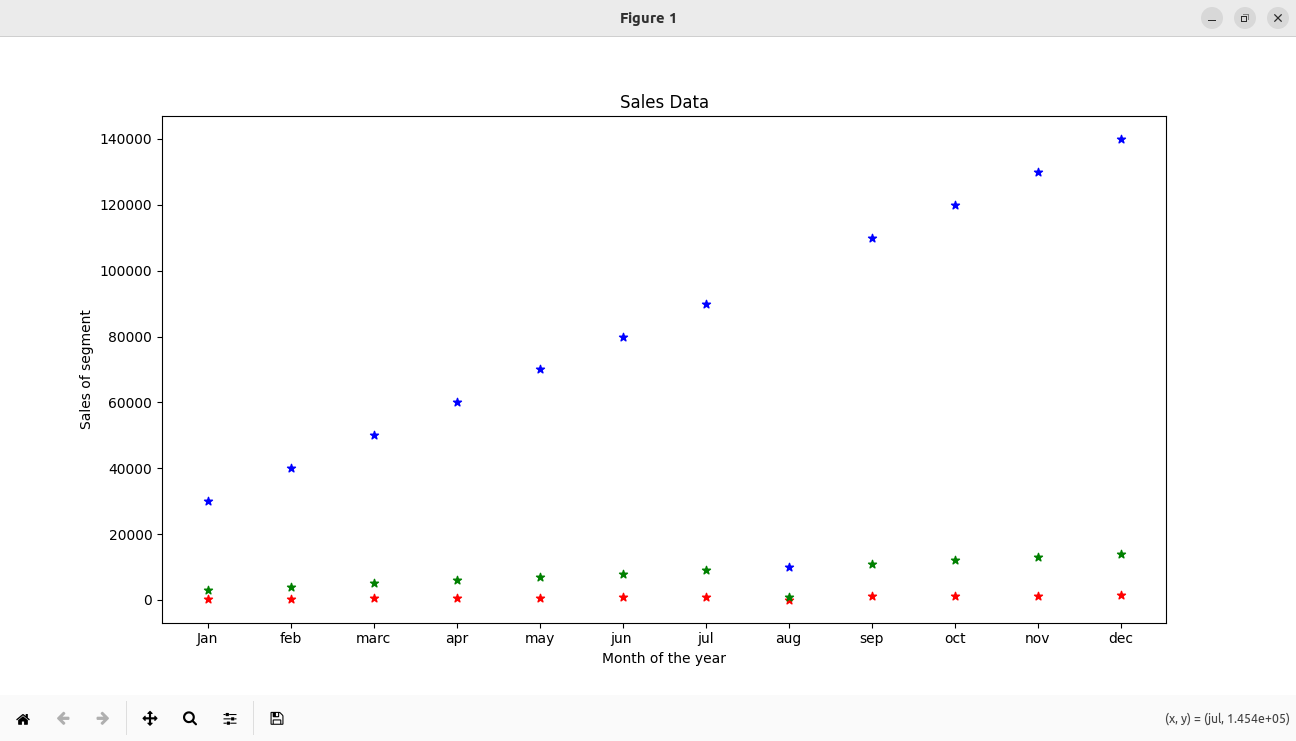 Figure 1
Sales Data
140000
120000
100000
80000
60000
40000
20000
0
Sales of segment
Jan feb marc apr may jun jul aug sep oct nov dec
Month of the year
(x, y) = (jul, 1.454e+05)